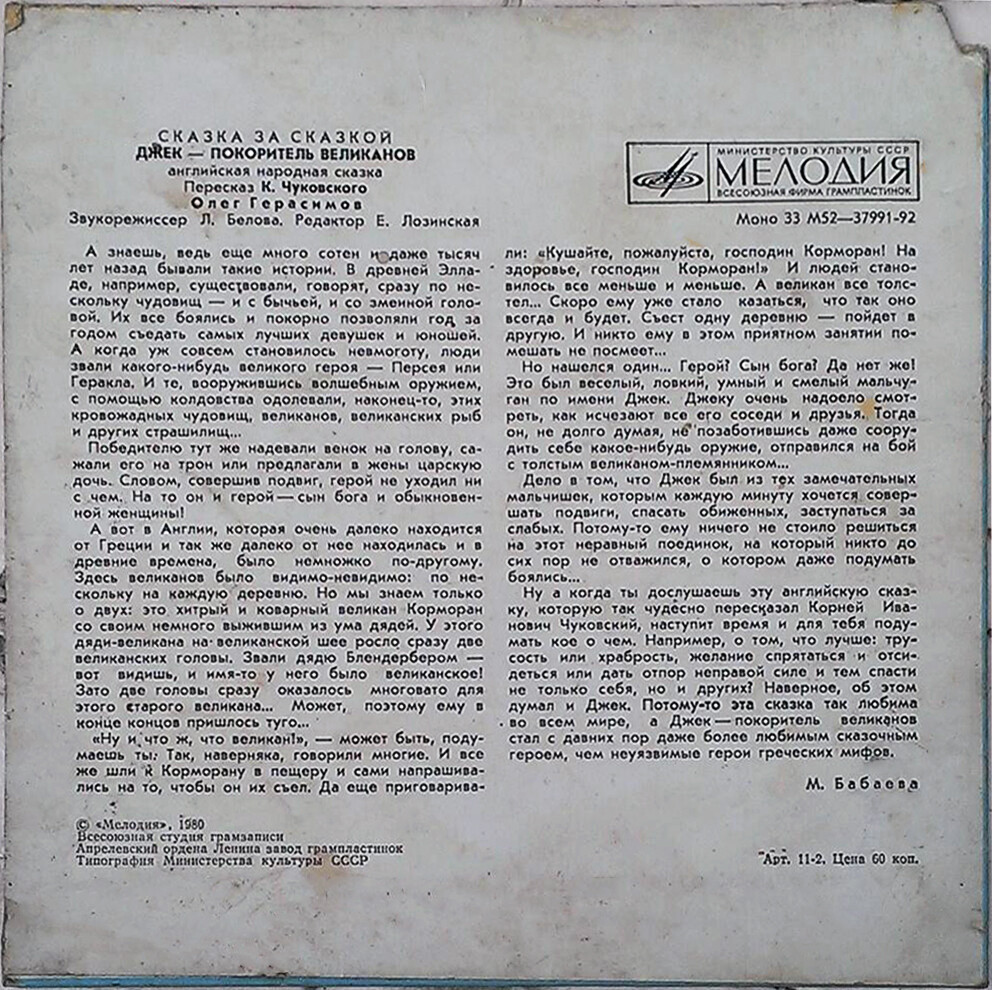 СКАЗКА ЗА СКАЗКОЙ
ДЖЕК — ПОКОРИТЕЛЬ ВЕЛИКАНОВ
английская народная сказка
Пересказ К. Чуковского
Олег Герасимов
Звукорежиссер Л. Белова. Редактор Е. Лозинская
МИНИСТЕРСТВО КУЛЬТУРЫ СССР
МЕЛОДИЯ
ВСЕСОЮЗНАЯ ФИРМА ГРАМПЛАСТИНОК
Моно 33 М52—37991-92
А знаешь, ведь еще много сотен и даже тысяч
лет назад бывали такие истории. В древней Элла-
де, например, существовали, говорят, сразу по не-
скольку чудовищ — и с бычьей, и со змеиной голо-
вой. Их все боялись и покорно позволяли год за
годом съедать самых лучших девушек и юношей.
А когда уж совсем становилось невмоготу, люди
звали какого-нибудь великого героя — Персея или
Геракла. И те, вооружившись волшебным оружием,
с помощью колдовства одолевали, наконец-то, этих
кровожадных чудовищ, великанов, великанских рыб
и других страшилищ...
Победителю тут же надевали венок на голову, са-
жали его на трон или предлагали в жены царскую
дочь. Словом, совершив подвиг, герой не уходил ни
с чем. На то он и герой — сын бога и обыкновен-
ной женщины!
А вот в Англии, которая очень далеко находится
от Греции и так же далеко от нее находилась и в
древние времена, было немножко по-другому.
Здесь великанов было видимо-невидимо: по не-
скольку на каждую деревню. Но мы знаем только
о двух: это хитрый и коварный великан Корморан
со своим немного выжившим из ума дядей. У этого
дяди-великана на великанской шее росло сразу две
великанских головы. Звали дядю Блендербером —
вот видишь, и имя-то у него было великанское!
Зато две головы сразу оказалось многовато для
этого старого великана... Может, поэтому ему в
конце концов пришлось туго...
«Ну и что ж, что великан!», — может быть, поду-
маешь ты. Так, наверняка, говорили многие. И все
же шли к Корморану в пещеру и сами напрашива-
лись на то, чтобы он их съел. Да еще приговарива-
ли: «Кушайте, пожалуйста, господин Корморан! На
здоровье, господин Корморан!» И людей стано-
вилось все меньше и меньше. А великан все толс-
тел... Скоро ему уже стало казаться, что так оно
всегда и будет. Съест одну деревню — пойдет в
другую. И никто ему в этом приятном занятии по-
мешать не посмеет...
Но нашелся один... Герой? Сын бога? Да нет же!
Это был веселый, ловкий, умный и смелый мальчу-
ган по имени Джек. Джеку очень надоело смот-
реть, как исчезают все его соседи и друзья. Тогда
он, не долго думая, не позаботившись даже соору-
дить себе какое-нибудь оружие, отправился на бой
с толстым великаном-племянником...
Дело в том, что Джек был из тех замечательных
мальчишек, которым каждую минуту хочется совер-
шать подвиги, спасать обиженных, заступаться за
слабых. Потому-то ему ничего не стоило решиться
на этот неравный поединок, на который никто до
сих пор не отважился, о котором даже подумать
боялись...
Ну а когда ты дослушаешь эту английскую сказ-
ку, которую так чудесно пересказал Корней Ива-
нович Чуковский, наступит время и для тебя поду-
мать кое о чем. Например, о том, что лучше: тру-
сость или храбрость, желание спрятаться и отси-
деться или дать отпор неправой силе и тем спасти
не только себя, но и других? Наверное, об этом
думал и Джек. Потому-то эта сказка так любима
во всем мире, а Джек — покоритель великанов
стал с давних пор даже более любимым сказочным
героем, чем неуязвимые герои греческих мифов.
М. Бабаева
© «Мелодия», 1980
Всесоюзная студия грамзаписи
Апрелевский ордена Ленина завод грампластинок
Типография Министерства культуры СССР
Арт. 11-2. Цена 60 коп.